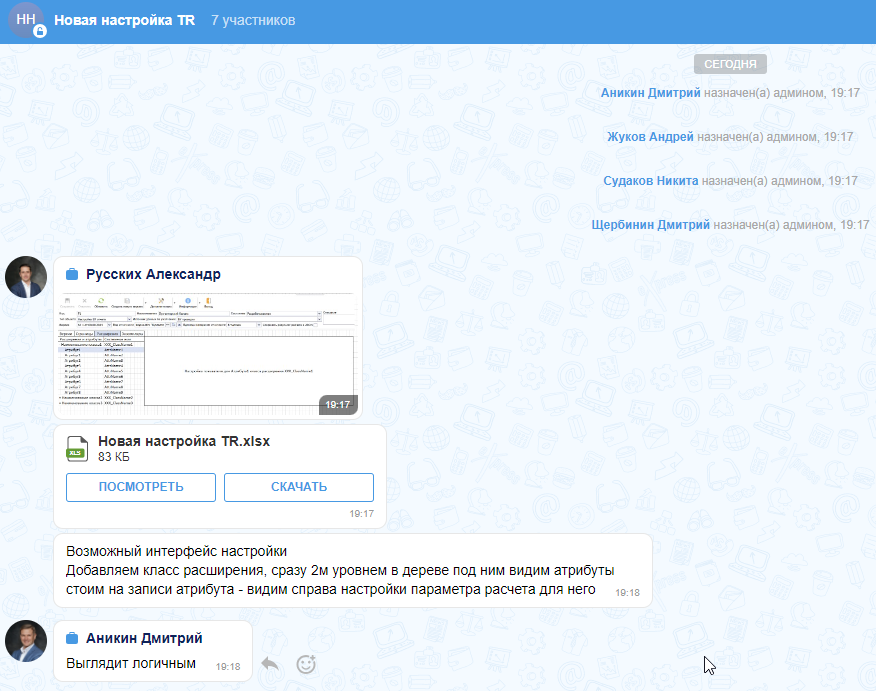 НН Новая настройка TR 7 участников
СЕГОДНЯ
Аникин Дмитрий назначен(а) админом, 19:17
Жуков Андрей назначен(а) админом, 19:17
Судаков Никита назначен(а) админом, 19:17
Щербинин Дмитрий назначен(а) админом, 19:17
Русских Александр
19:17
XLS
Новая настройка TR.xlsx
83 КБ
ПОСМОТРЕТЬ СКАЧАТЬ
19:17
Возможный интерфейс настройки
Добавляем класс расширения, сразу 2м уровнем в дереве под ним видим атрибуты
стоим на записи атрибута - видим справа настройки параметра расчета для него 19:18
Аникин Дмитрий
Выглядит логичным 19:18